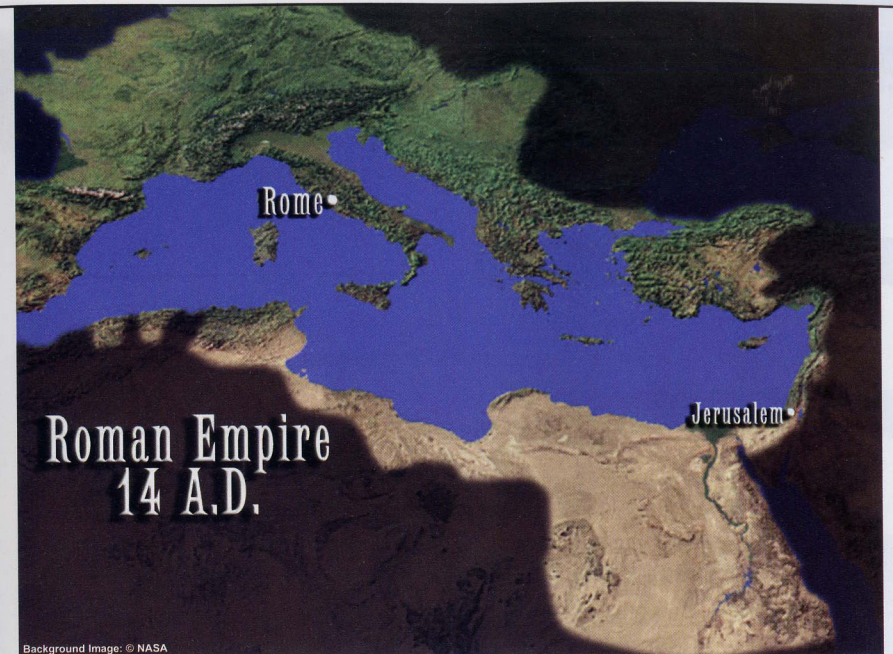 Rome
Jerusalem
Roman Empire
14 A.D.
Background Image: © NASA